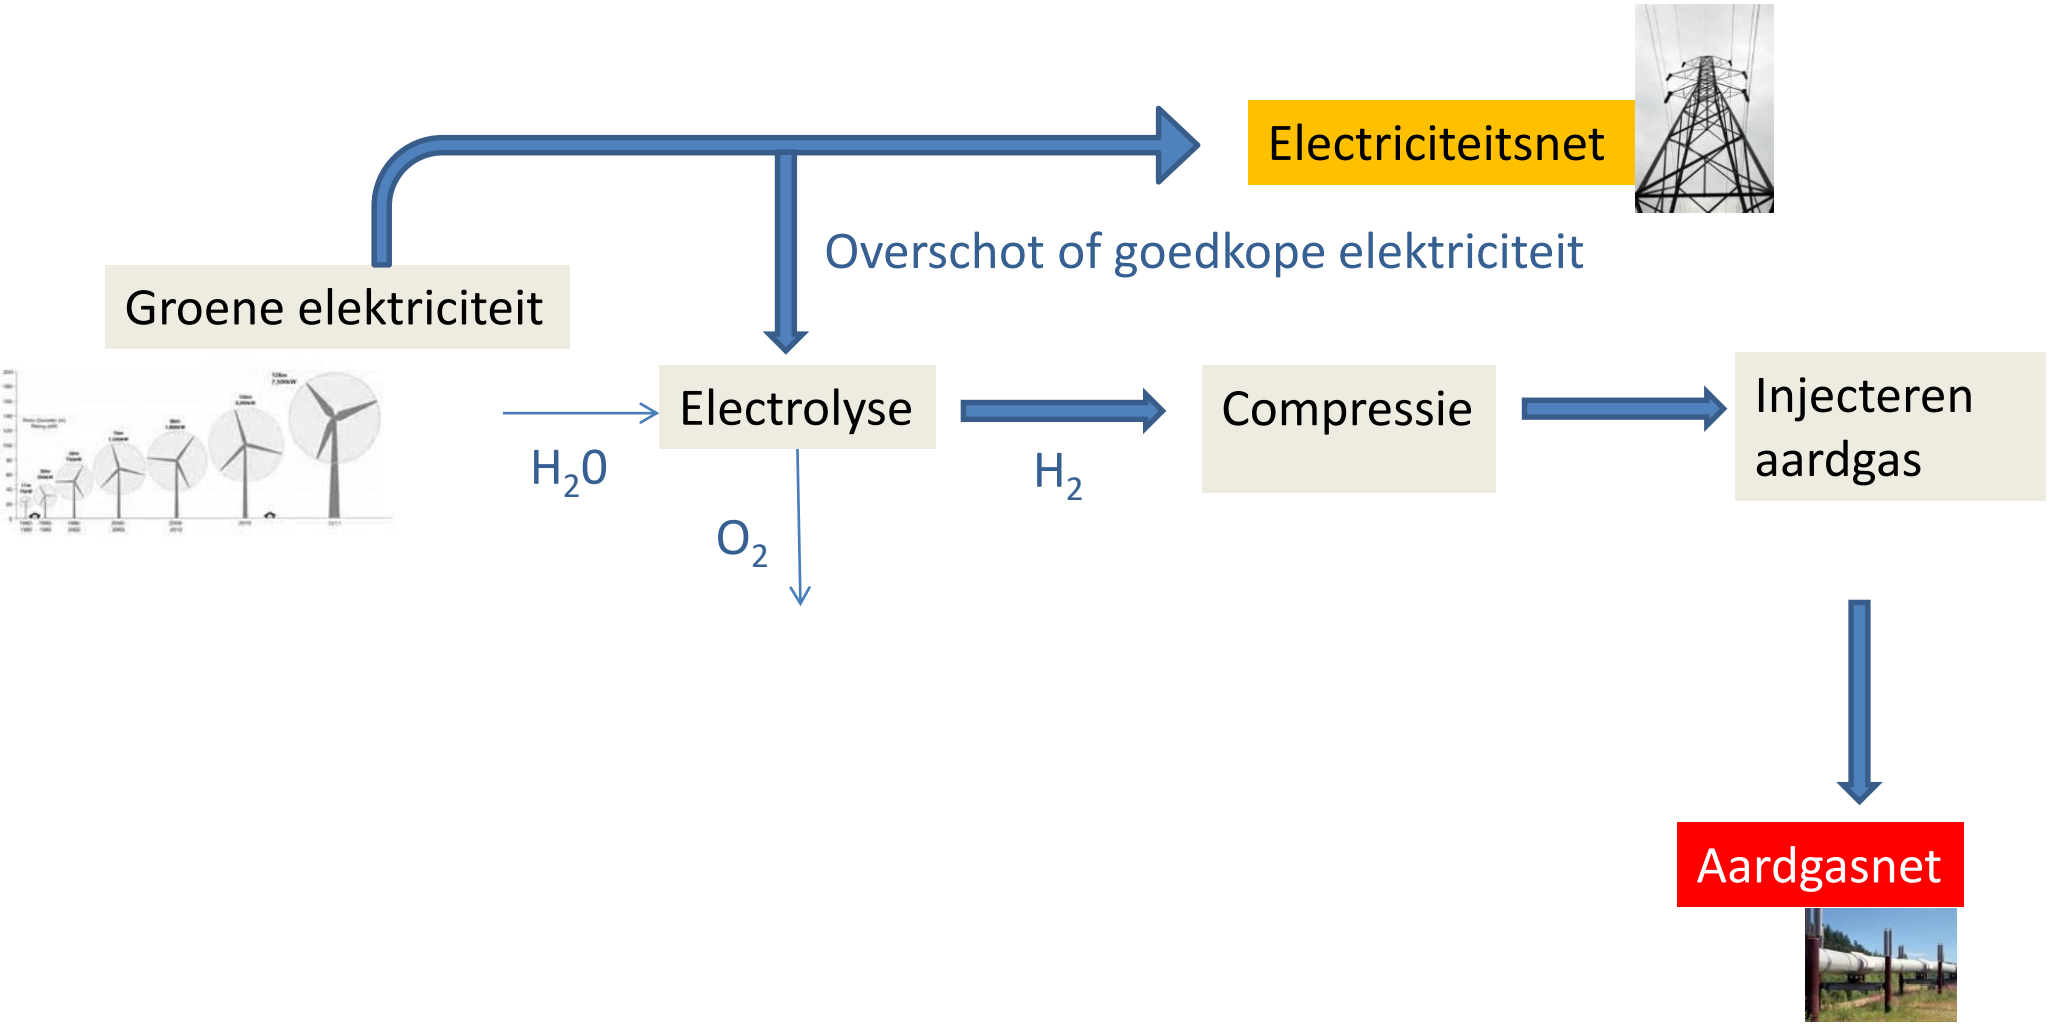 Electriciteitsnet
Overschot of goedkope elektriciteit
Groene elektriciteit
Electrolyse
Compressie
Injecteren
aardgas
H₂0
H₂
O₂
Aardgasnet